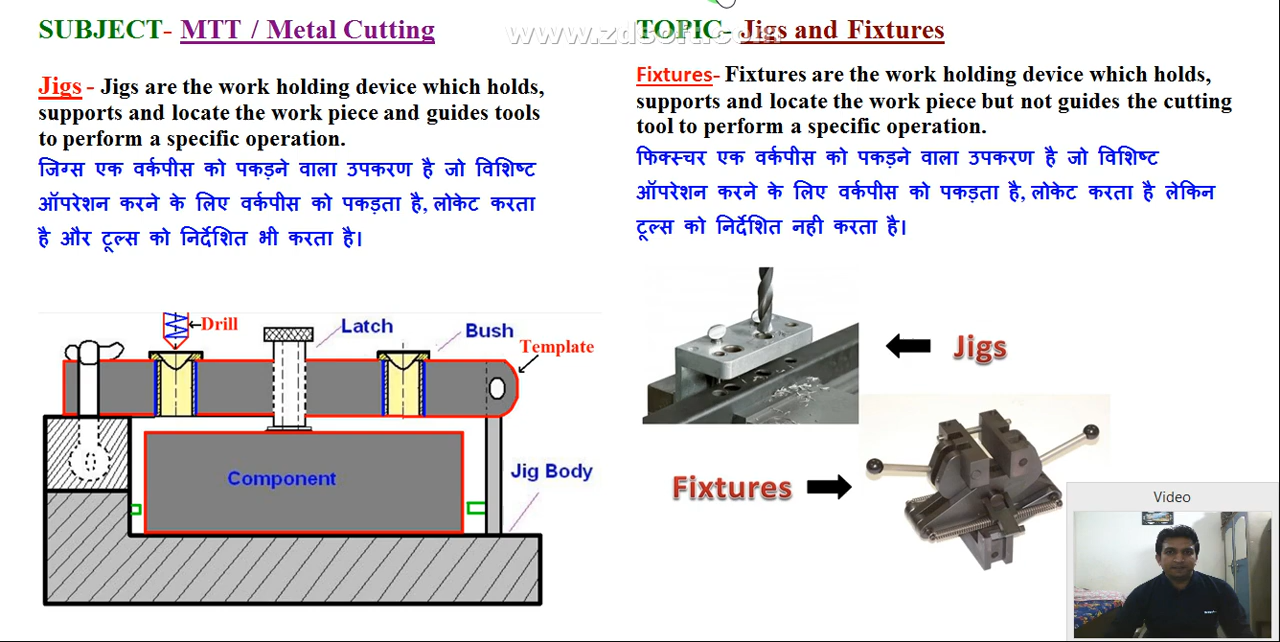 SUBJECT- MTT / Metal Cutting
Jigs - Jigs are the work holding device which holds,
supports and locate the work piece and guides tools
to perform a specific operation.
जिग्स एक वर्कपीस को पकड़ने वाला उपकरण है जो विशिष्ट
ऑपरेशन करने के लिए वर्कपीस को पकड़ता है, लोकेट करता
है और टूल्स को निर्देशित भी करता है।
Drill
Latch
Bush
Template
Component
Jig Body
www.zdsoft.com
TOPIC- Jigs and Fixtures
Fixtures- Fixtures are the work holding device which holds,
supports and locate the work piece but not guides the cutting
tool to perform a specific operation.
फिक्स्चर एक वर्कपीस को पकड़ने वाला उपकरण है जो विशिष्ट
ऑपरेशन करने के लिए वर्कपीस को पकड़ता है, लोकेट करता है लेकिन
टूल्स को निर्देशित नही करता है।
Jigs
Fixtures
Video